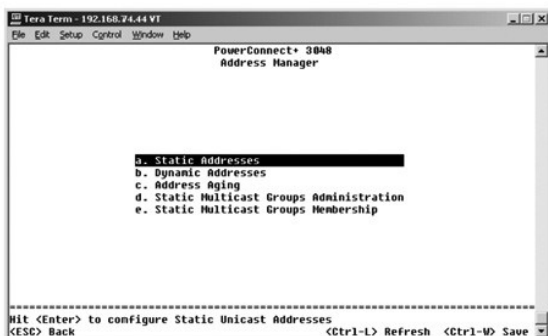 Tera Term - 192.168.74.44 VT
File Edit Setup Control Window Help
PowerConnect+ 3048
Address Manager
a. Static Addresses
b. Dynamic Addresses
c. Address Aging
d. Static Multicast Groups Administration
e. Static Multicast Groups Membership
Hit <Enter> to configure Static Unicast Addresses
<ESC> Back <Ctrl-L> Refresh <Ctrl-W> Save